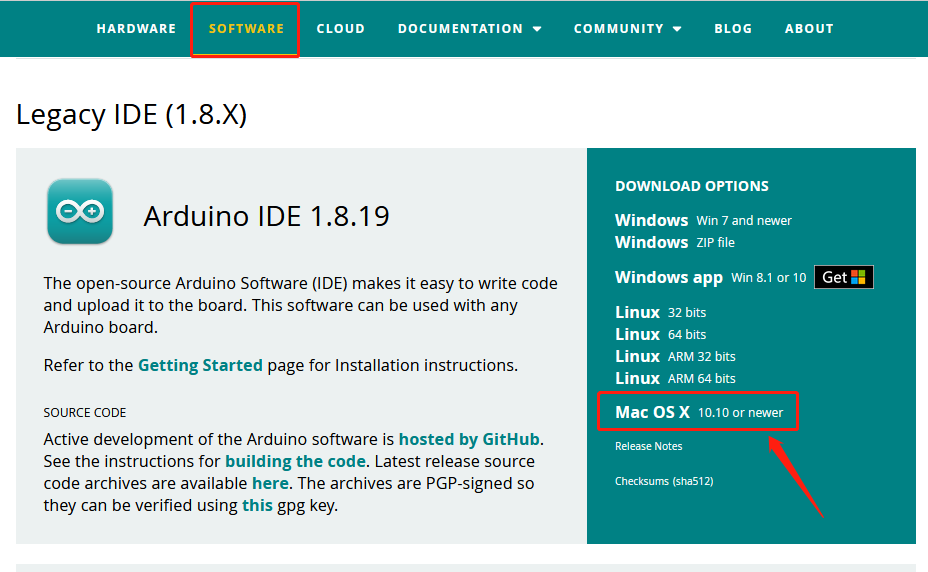 HARDWARE SOFTWARE CLOUD DOCUMENTATION COMMUNITY BLOG ABOUT
Legacy IDE (1.8.X)
Arduino IDE 1.8.19
The open-source Arduino Software (IDE) makes it easy to write code
and upload it to the board. This software can be used with any
Arduino board.
Refer to the Getting Started page for Installation instructions.
SOURCE CODE
Active development of the Arduino software is hosted by GitHub.
See the instructions for building the code. Latest release source
code archives are available here. The archives are PGP-signed so
they can be verified using this gpg key.
DOWNLOAD OPTIONS
Windows Win 7 and newer
Windows ZIP file
Windows app Win 8.1 or 10 Get
Linux 32 bits
Linux 64 bits
Linux ARM 32 bits
Linux ARM 64 bits
Mac OS X 10.10 or newer
Release Notes
Checksums (sha512)